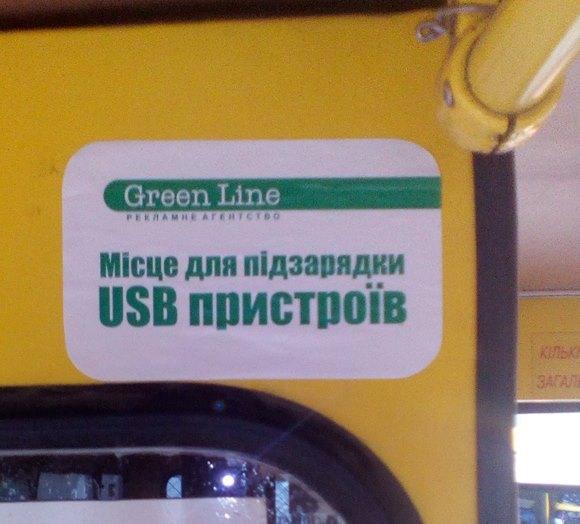 Green Line
РЕКЛАМНЕ АГЕНТСТВО
Місце для підзарядки
USB пристроїв